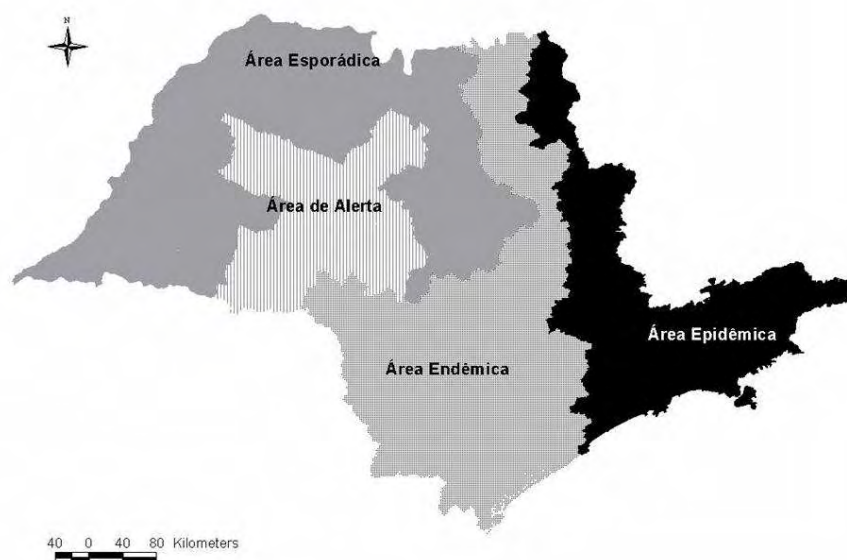 N
Área Esporádica
Área de Alerta
Área Epidêmica
Área Endêmica
40 0 40 80 Kilometers